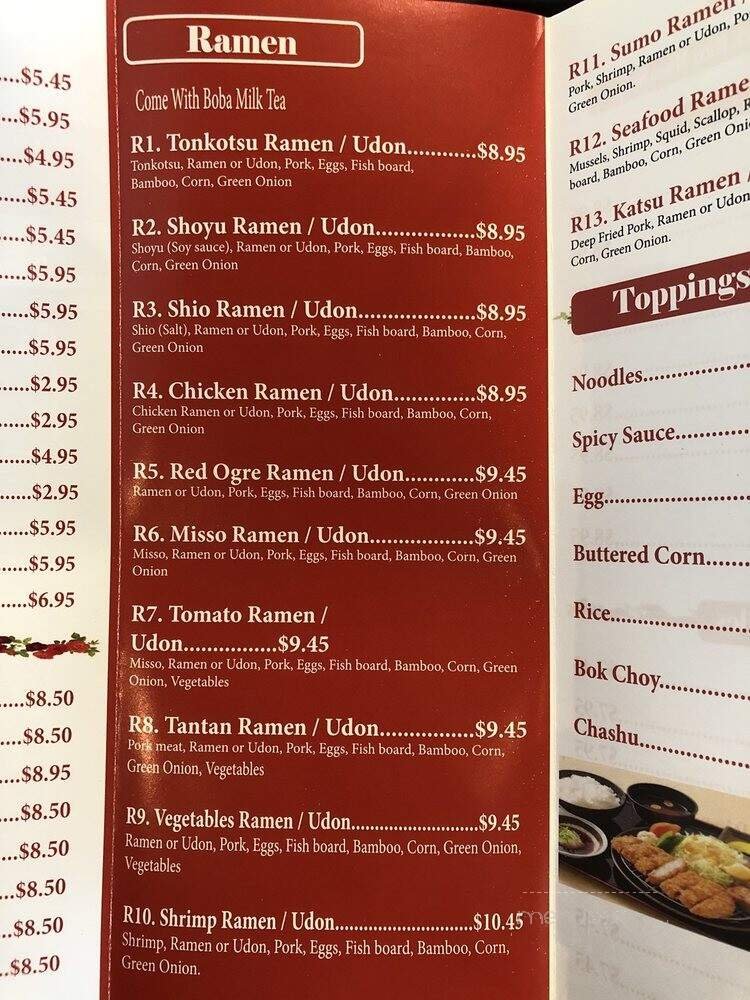 ....$5.45
...$5.95
....$4.95
.....$5.45
.....$5.45
.....$5.95
.....$5.95
.....$5.95
.....$2.95
.....$2.95
.....$4.95
.....$2.95
.....$5.95
.....$5.95
.....$6.95
.....$8.50
....$8.50
....$8.95
....$8.50
...$8.50
...$8.50
..$8.50
..$8.50
Ramen
Come With Boba Milk Tea
R1. Tonkotsu Ramen / Udon............$8.95
Tonkotsu, Ramen or Udon, Pork, Eggs, Fish board,
Bamboo, Corn, Green Onion
R2. Shoyu Ramen / Udon.................$8.95
Shoyu (Soy sauce), Ramen or Udon, Pork, Eggs, Fish board, Bamboo,
Corn, Green Onion
R3. Shio Ramen / Udon....................$8.95
Shio (Salt), Ramen or Udon, Pork, Eggs, Fish board, Bamboo, Corn,
Green Onion
R4. Chicken Ramen / Udon..............$8.95
Chicken Ramen or Udon, Pork, Eggs, Fish board, Bamboo, Corn,
Green Onion
R5. Red Ogre Ramen / Udon............$9.45
Ramen or Udon, Pork, Eggs, Fish board, Bamboo, Corn, Green Onion
R6. Misso Ramen / Udon..................$9.45
Misso, Ramen or Udon, Pork, Eggs, Fish board, Bamboo, Corn, Green
Onion
R7. Tomato Ramen /
Udon................$9.45
Misso, Ramen or Udon, Pork, Eggs, Fish board, Bamboo, Corn, Green
Onion, Vegetables
R8. Tantan Ramen / Udon................$9.45
Pork meat, Ramen or Udon, Pork, Eggs, Fish board, Bamboo, Corn,
Green Onion, Vegetables
R9. Vegetables Ramen / Udon...........................$9.45
Ramen or Udon, Pork, Eggs, Fish board, Bamboo, Corn, Green Onion,
Vegetables
R10. Shrimp Ramen / Udon.............................$10.45
Shrimp, Ramen or Udon, Pork, Eggs, Fish board, Bamboo, Corn,
Green Onion.
R11. Sumo Ramen /
Pork, Shrimp, Ramen or Udon, Po
Green Onion.
R12. Seafood Rame
Mussels, Shrimp, Squid, Scallop, R
board, Bamboo, Corn, Green Oni
R13. Katsu Ramen /
Deep Fried Pork, Ramen or Udon
Corn, Green Onion.
Toppings
Noodles..................
Spicy Sauce............
Egg........................
Buttered Corn.......
Rice.......................
Bok Choy...............
Chashu..................